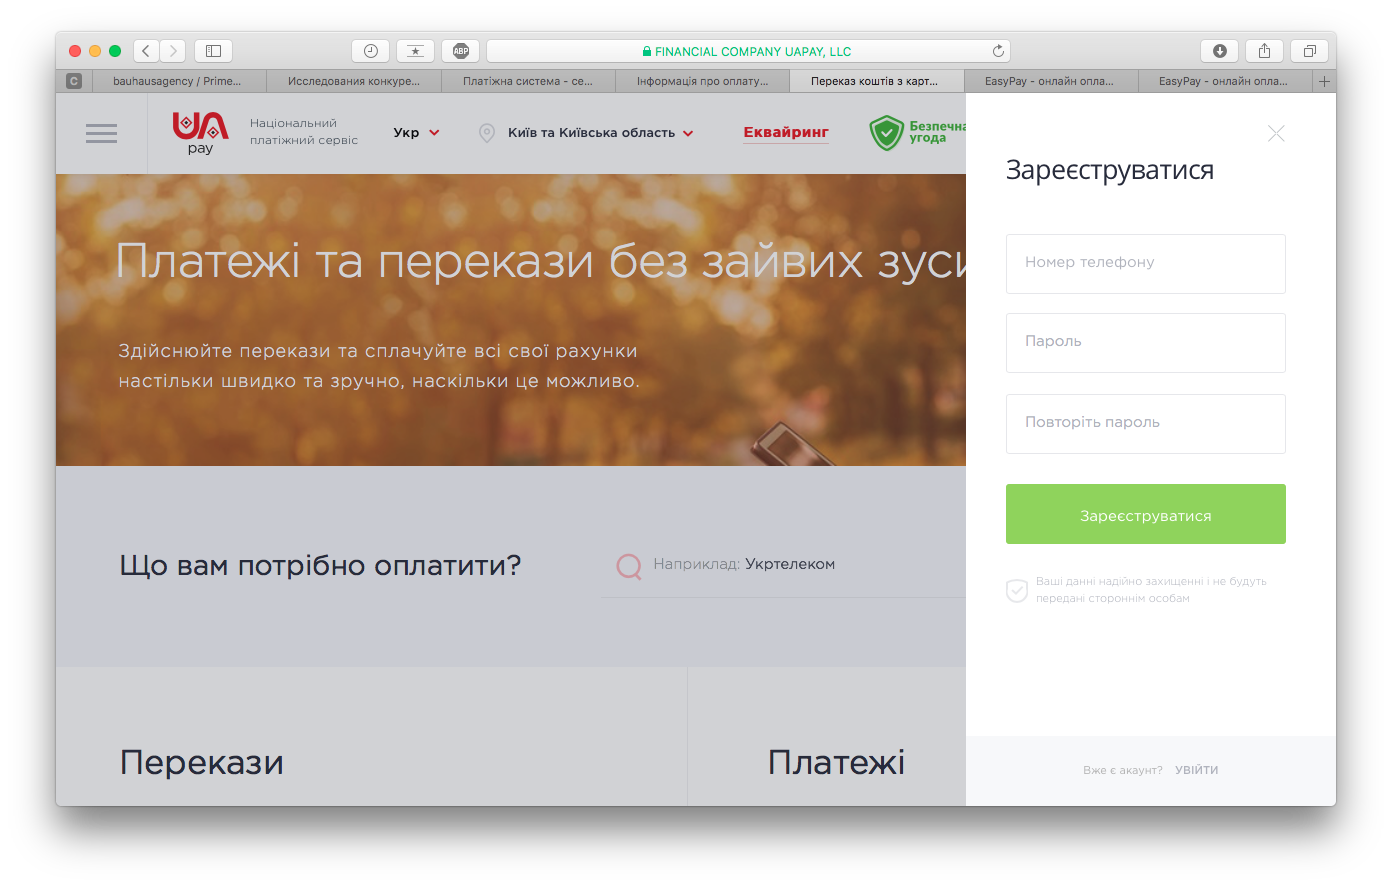 ABP
FINANCIAL COMPANY UAPAY, LLC
C
bauhausagency / Prime...
Исследования конкуре...
Платіжна система - се...
Інформація про оплату...
Переказ коштів з карт...
EasyPay - онлайн опла...
EasyPay - онлайн опла...
UA
pay
Національний
платіжний сервіс
Укр
Київ та Київська область
Еквайринг
Безпечна
угода
Платежі та перекази без зайвих зуси
Здійснюйте перекази та сплачуйте всі свої рахунки
настільки швидко та зручно, наскільки це можливо.
Що вам потрібно оплатити?
Наприклад: Укртелеком
Перекази
Платежі
Зареєструватися
Номер телефону
Пароль
Повторіть пароль
Зареєструватися
Ваші данні надійно захищенні і не будуть
передані стороннім особам
Вже є акаунт? УВІЙТИ